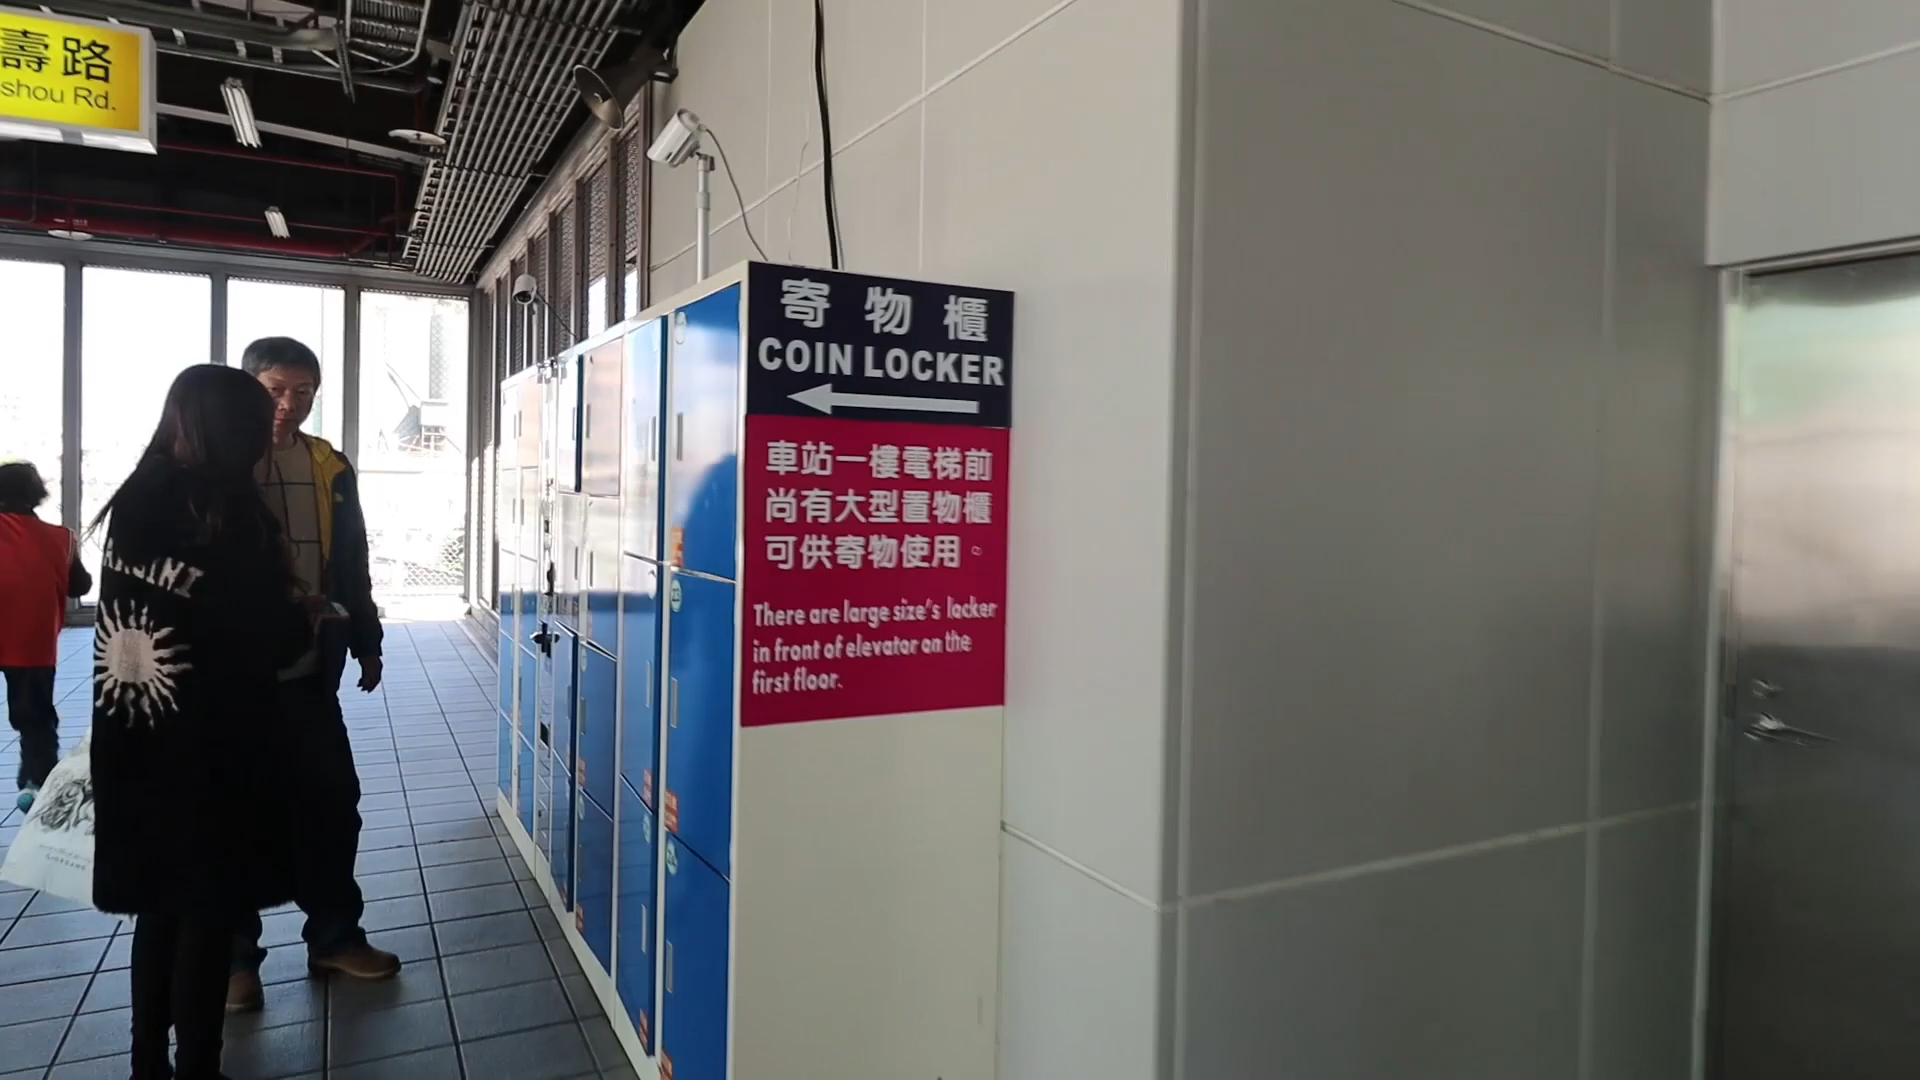 壽路
shou Rd.
寄物櫃
COIN LOCKER
車站一樓電梯前
尚有大型置物櫃
可供寄物使用。
There are large size's locker
in front of elevator on the
first floor.